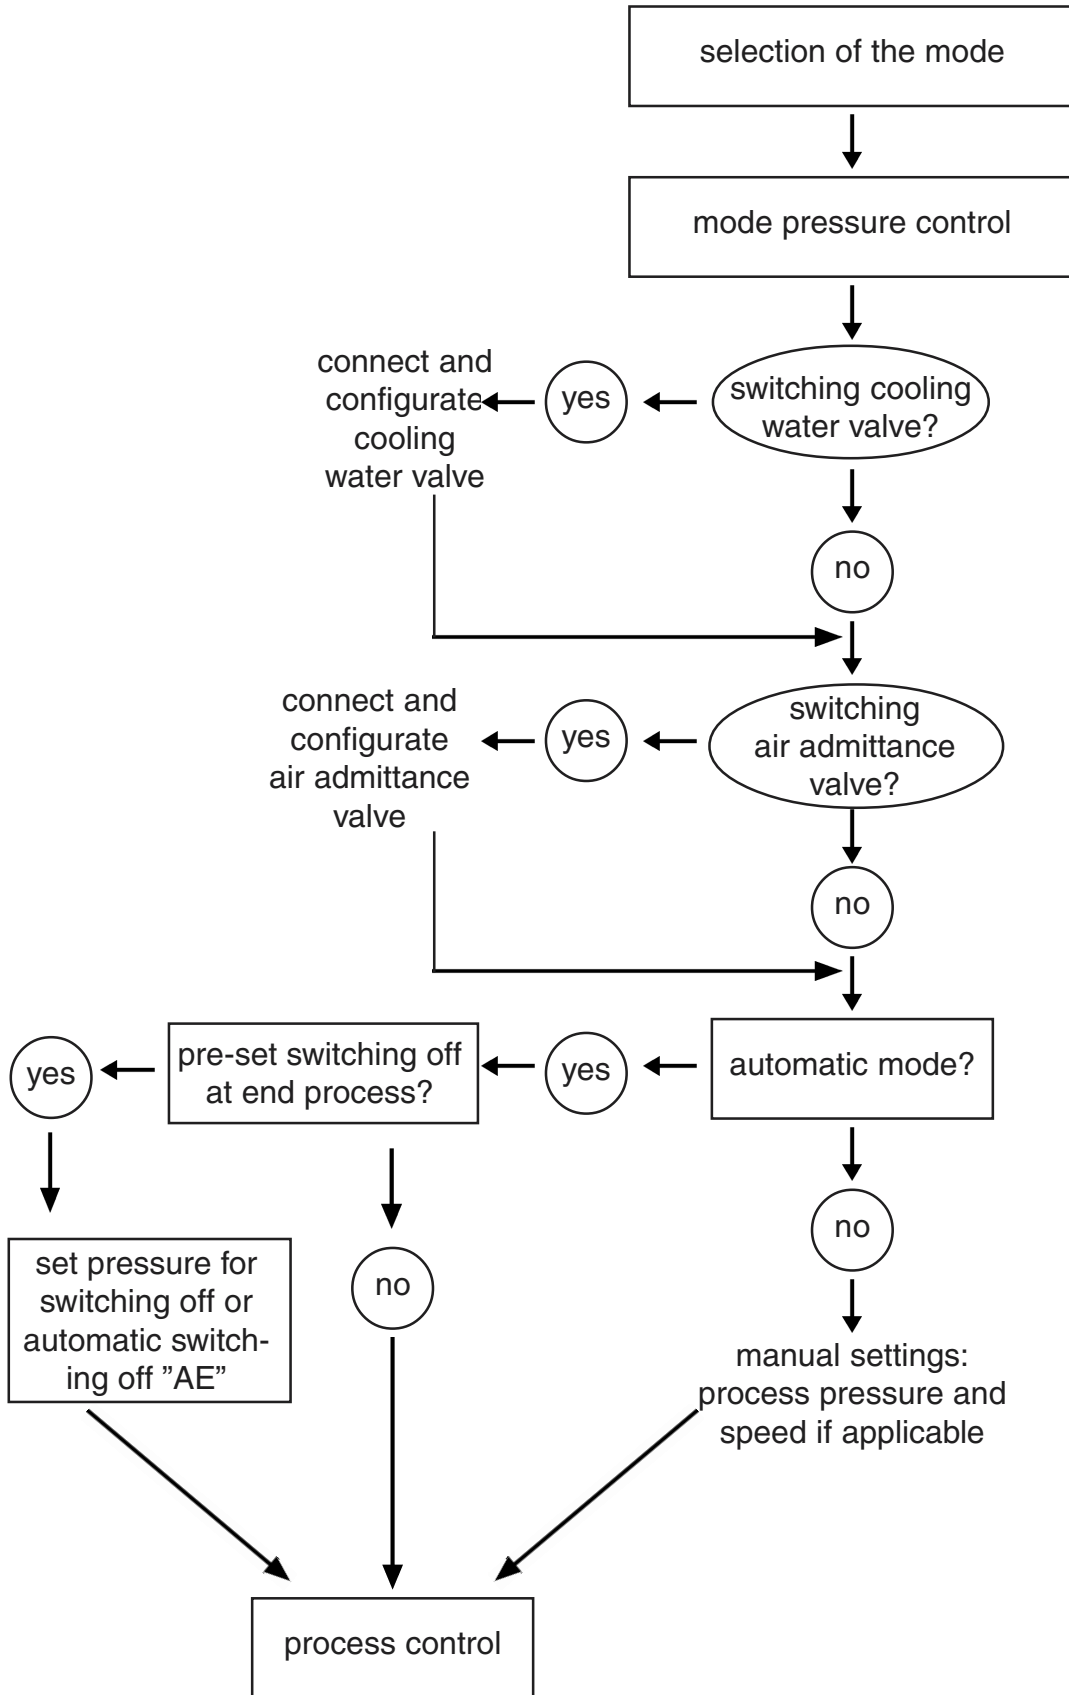 selection of the mode
mode pressure control
switching cooling
water valve?
yes
connect and
configurate
cooling
water valve
no
switching
air admittance
valve?
yes
connect and
configurate
air admittance
valve
no
automatic mode?
yes
pre-set switching off
at end process?
yes
no
no
set pressure for
switching off or
automatic switch-
ing off ”AE”
manual settings:
process pressure and
speed if applicable
process control